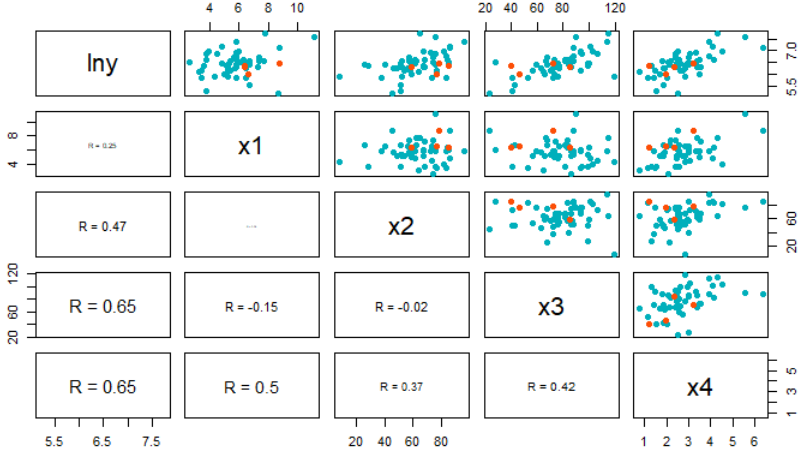 4 6 8 10 20 40 60 80 120
lny
5.5 7.0
R = 0.25 x1
4 8
R = 0.47 x2
20 60
R = 0.65 R = -0.15 R = -0.02 x3
20 60 120
R = 0.65 R = 0.5 R = 0.37 R = 0.42 x4
1 3 5
5.5 6.5 7.5 20 40 60 80 1 2 3 4 5 6